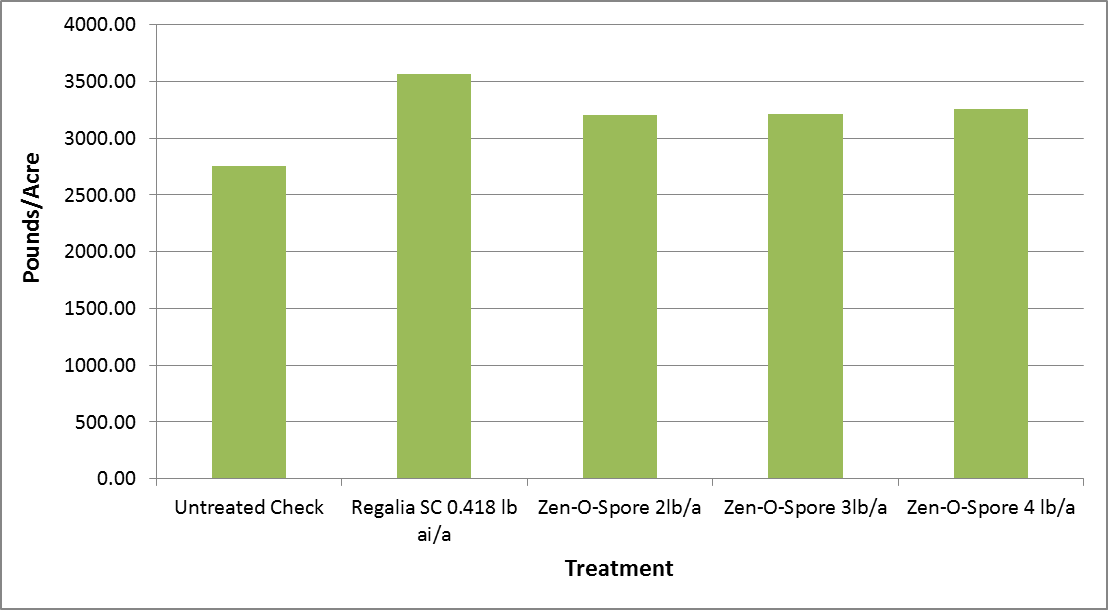 4000.00
3500.00
3000.00
2500.00
2000.00
1500.00
1000.00
500.00
0.00
Pounds/Acre
Untreated Check
Regalia SC 0.418 lb
ai/a
Zen-O-Spore 2lb/a
Zen-O-Spore 3lb/a
Zen-O-Spore 4 lb/a
Treatment